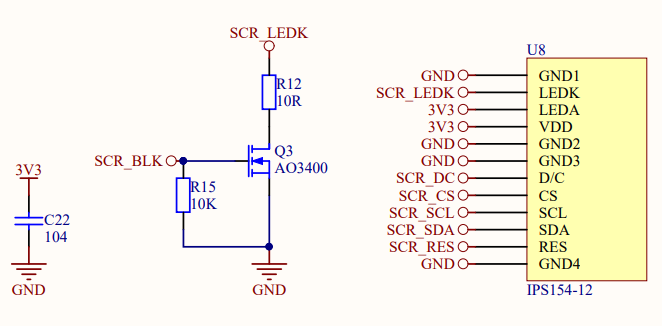 SCR_LEDK
R12
10R
Q3
AO3400
SCR_BLK
R15
10K
GND
3V3
C22
104
GND
U8
GND GND1
SCR_LEDK LEDK
3V3 LEDA
3V3 VDD
GND GND2
GND GND3
SCR_DC D/C
SCR_CS CS
SCR_SCL SCL
SCR_SDA SDA
SCR_RES RES
GND GND4
IPS154-12